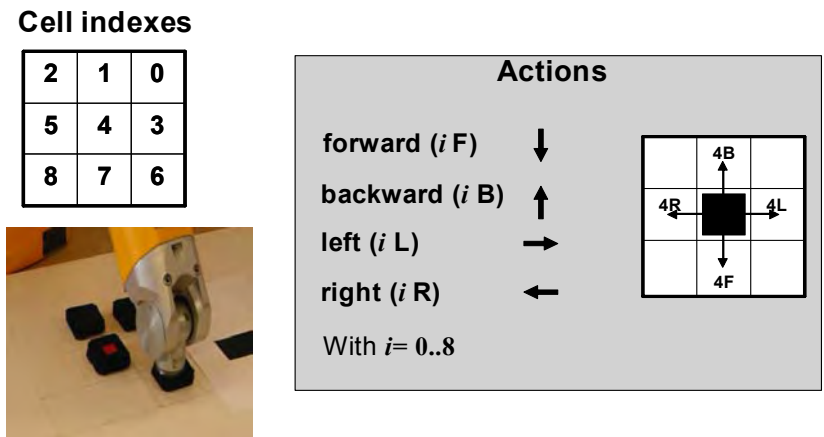 Cell indexes
2 1 0
5 4 3
8 7 6
Actions
forward (i F)
backward (i B)
left (i L)
right (i R)
With i= 0..8
4B
4R 4L
4F